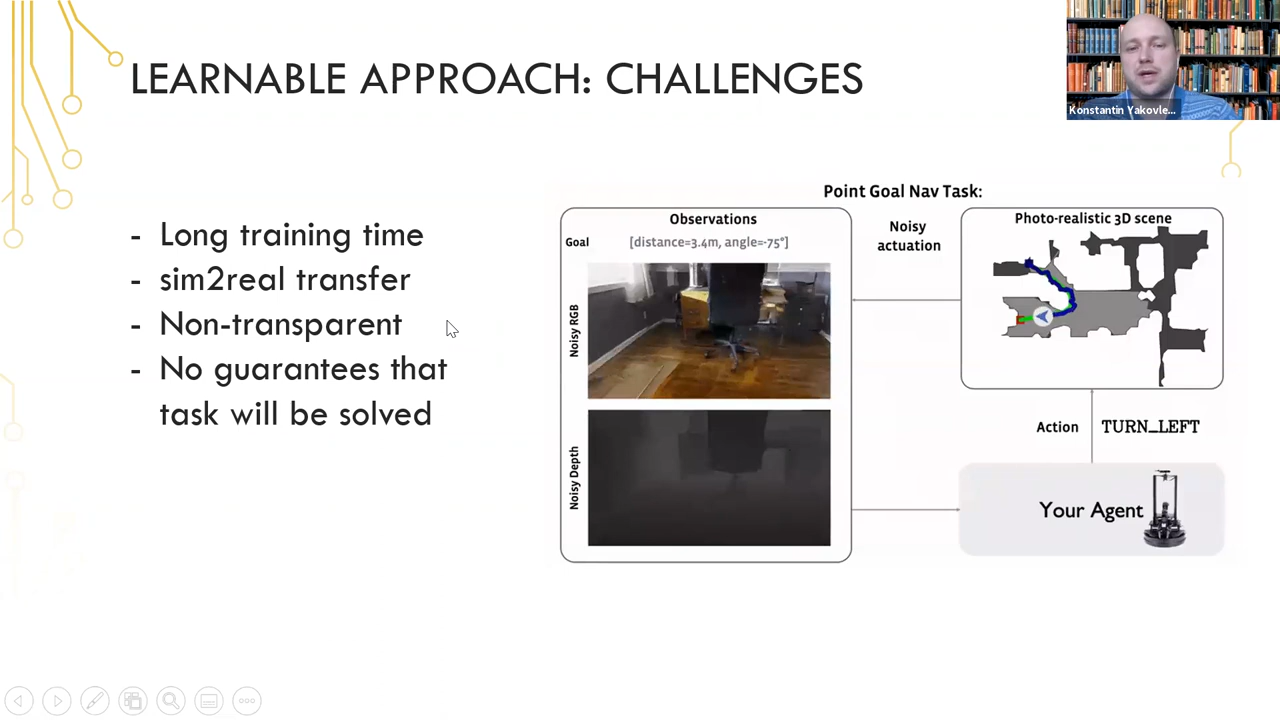 LEARNABLE APPROACH: CHALLENGES
Konstantin Yakovle...
- Long training time
- sim2real transfer
- Non-transparent
- No guarantees that
task will be solved
Point Goal Nav Task:
Observations
Goal [distance=3.4m, angle=-75°]
Noisy RGB
Noisy Depth
Noisy
actuation
Photo-realistic 3D scene
Action TURN_LEFT
Your Agent